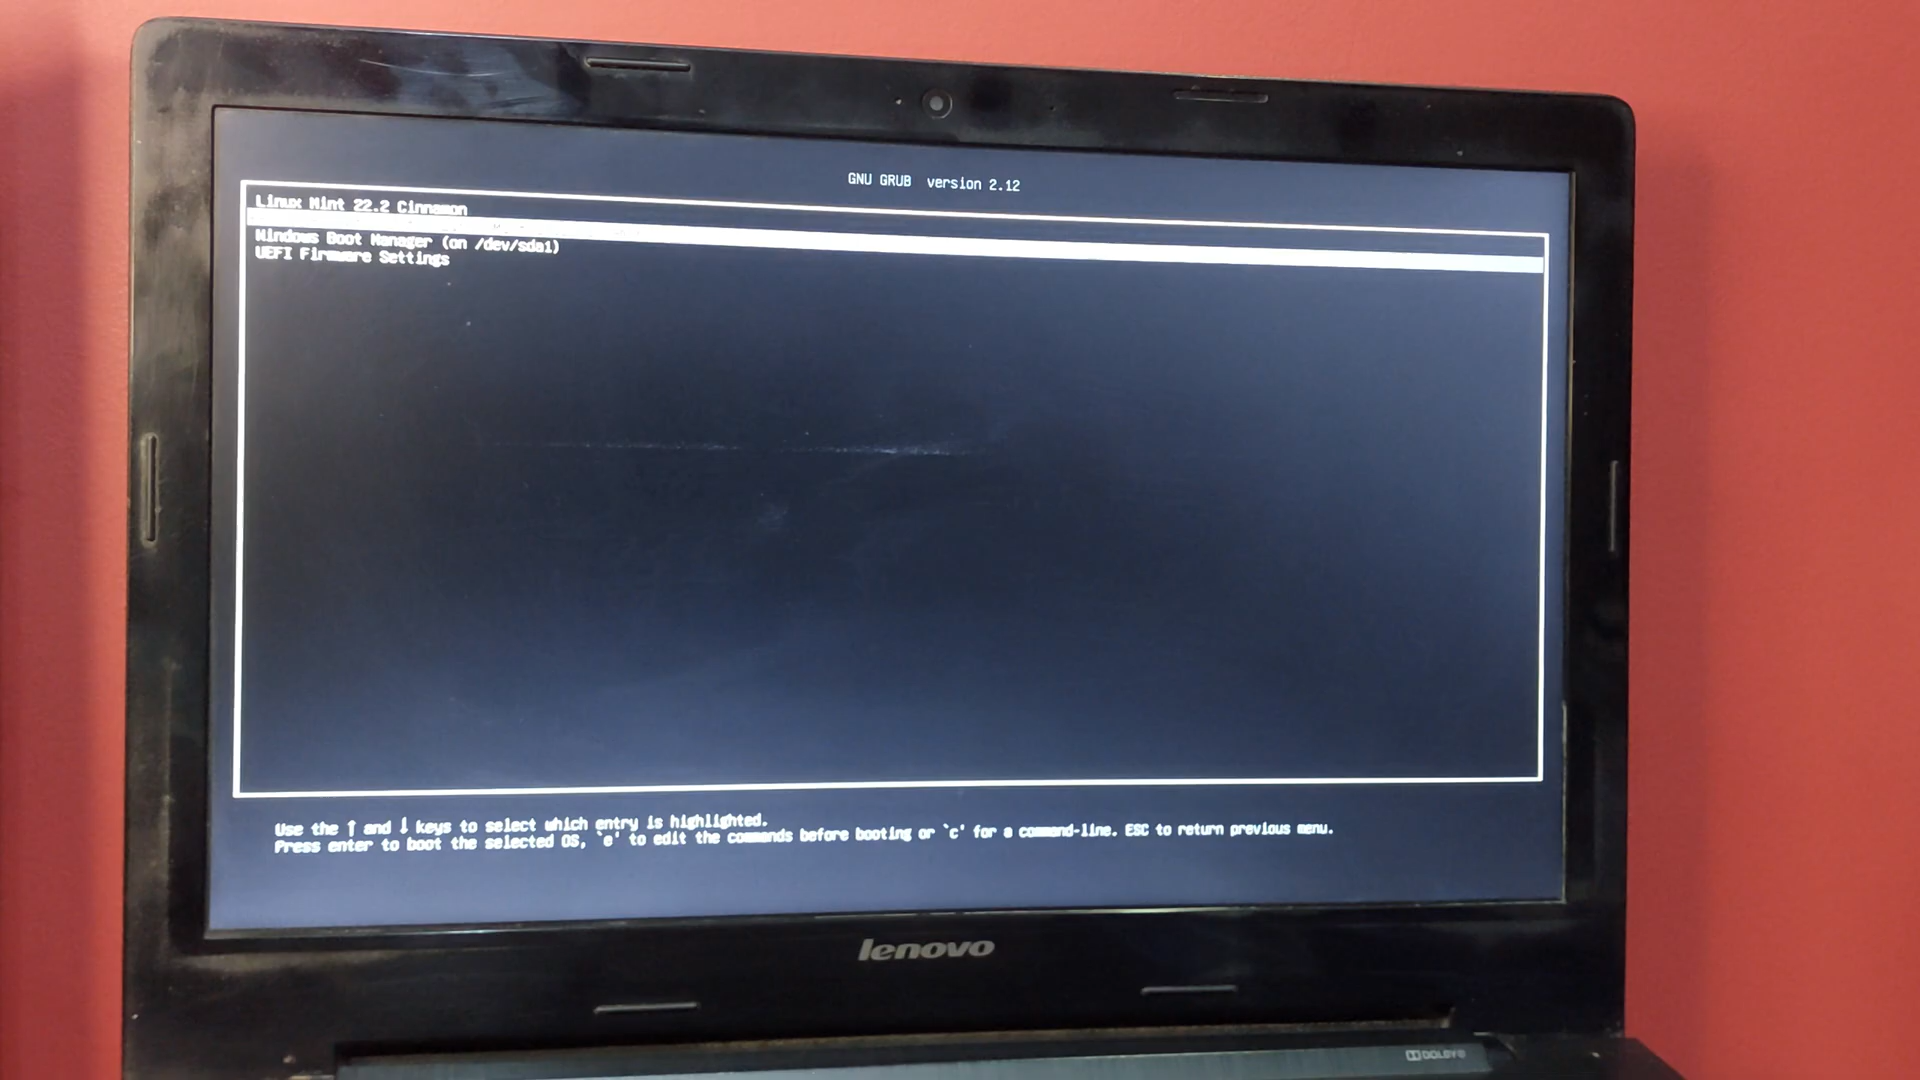 GNU GRUB version 2.12
Linux Mint 22.2 Cinnamon
Windows Boot Manager (on /dev/sda1)
UEFI Firmware Settings
Use the ↑ and ↓ keys to select which entry is highlighted.
Press enter to boot the selected OS, `e' to edit the commands before booting or `c' for a command-line. ESC to return previous menu.
lenovo
DOLBY